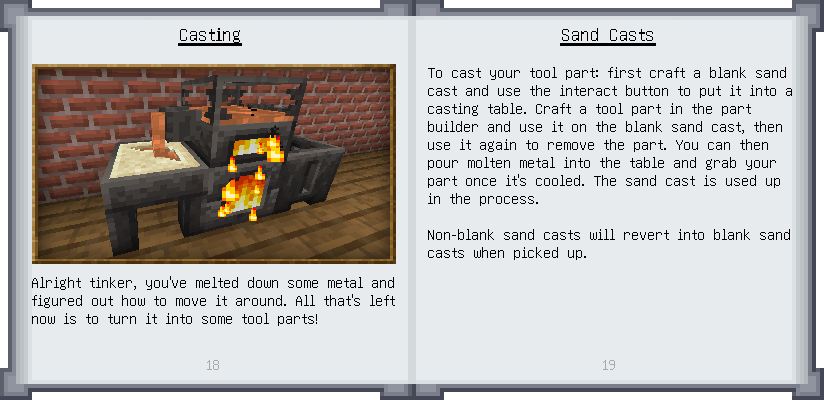 Casting
Alright tinker, you've melted down some metal and
figured out how to move it around. All that's left
now is to turn it into some tool parts!
18
Sand Casts
To cast your tool part: first craft a blank sand
cast and use the interact button to put it into a
casting table. Craft a tool part in the part
builder and use it on the blank sand cast, then
use it again to remove the part. You can then
pour molten metal into the table and grab your
part once it's cooled. The sand cast is used up
in the process.
Non-blank sand casts will revert into blank sand
casts when picked up.
19